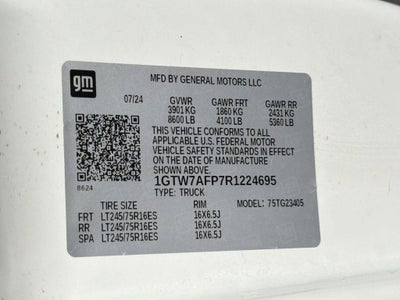 gm
MFD BY GENERAL MOTORS LLC
07/24 GVWR GAWR FRT GAWR RR
3901 KG 1860 KG 2431 KG
8600 LB 4100 LB 5360 LB
THIS VEHICLE CONFORMS TO ALL
APPLICABLE U.S. FEDERAL MOTOR
VEHICLE SAFETY STANDARDS IN
EFFECT ON THE DATE OF MANUFACTURE
SHOWN ABOVE.
1GTW7AFP7R1224695
8624
TYPE: TRUCK
TIRE SIZE RIM MODEL: 75TG23405
FRT LT245/75R16ES 16X6.5J
RR LT245/75R16ES 16X6.5J
SPA LT245/75R16ES 16X6.5J